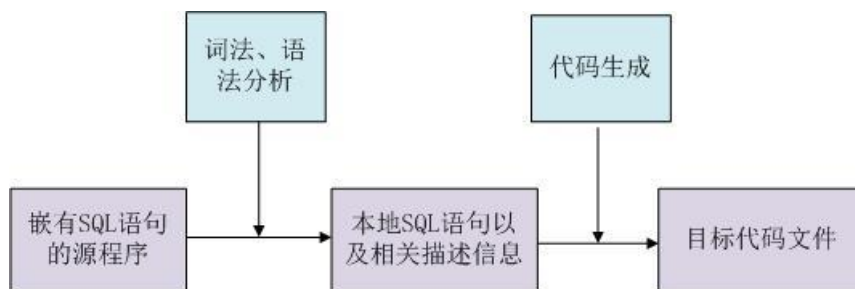 词法、语
法分析
代码生成
嵌有SQL语句
的源程序
本地SQL语句以
及相关描述信息
目标代码文件